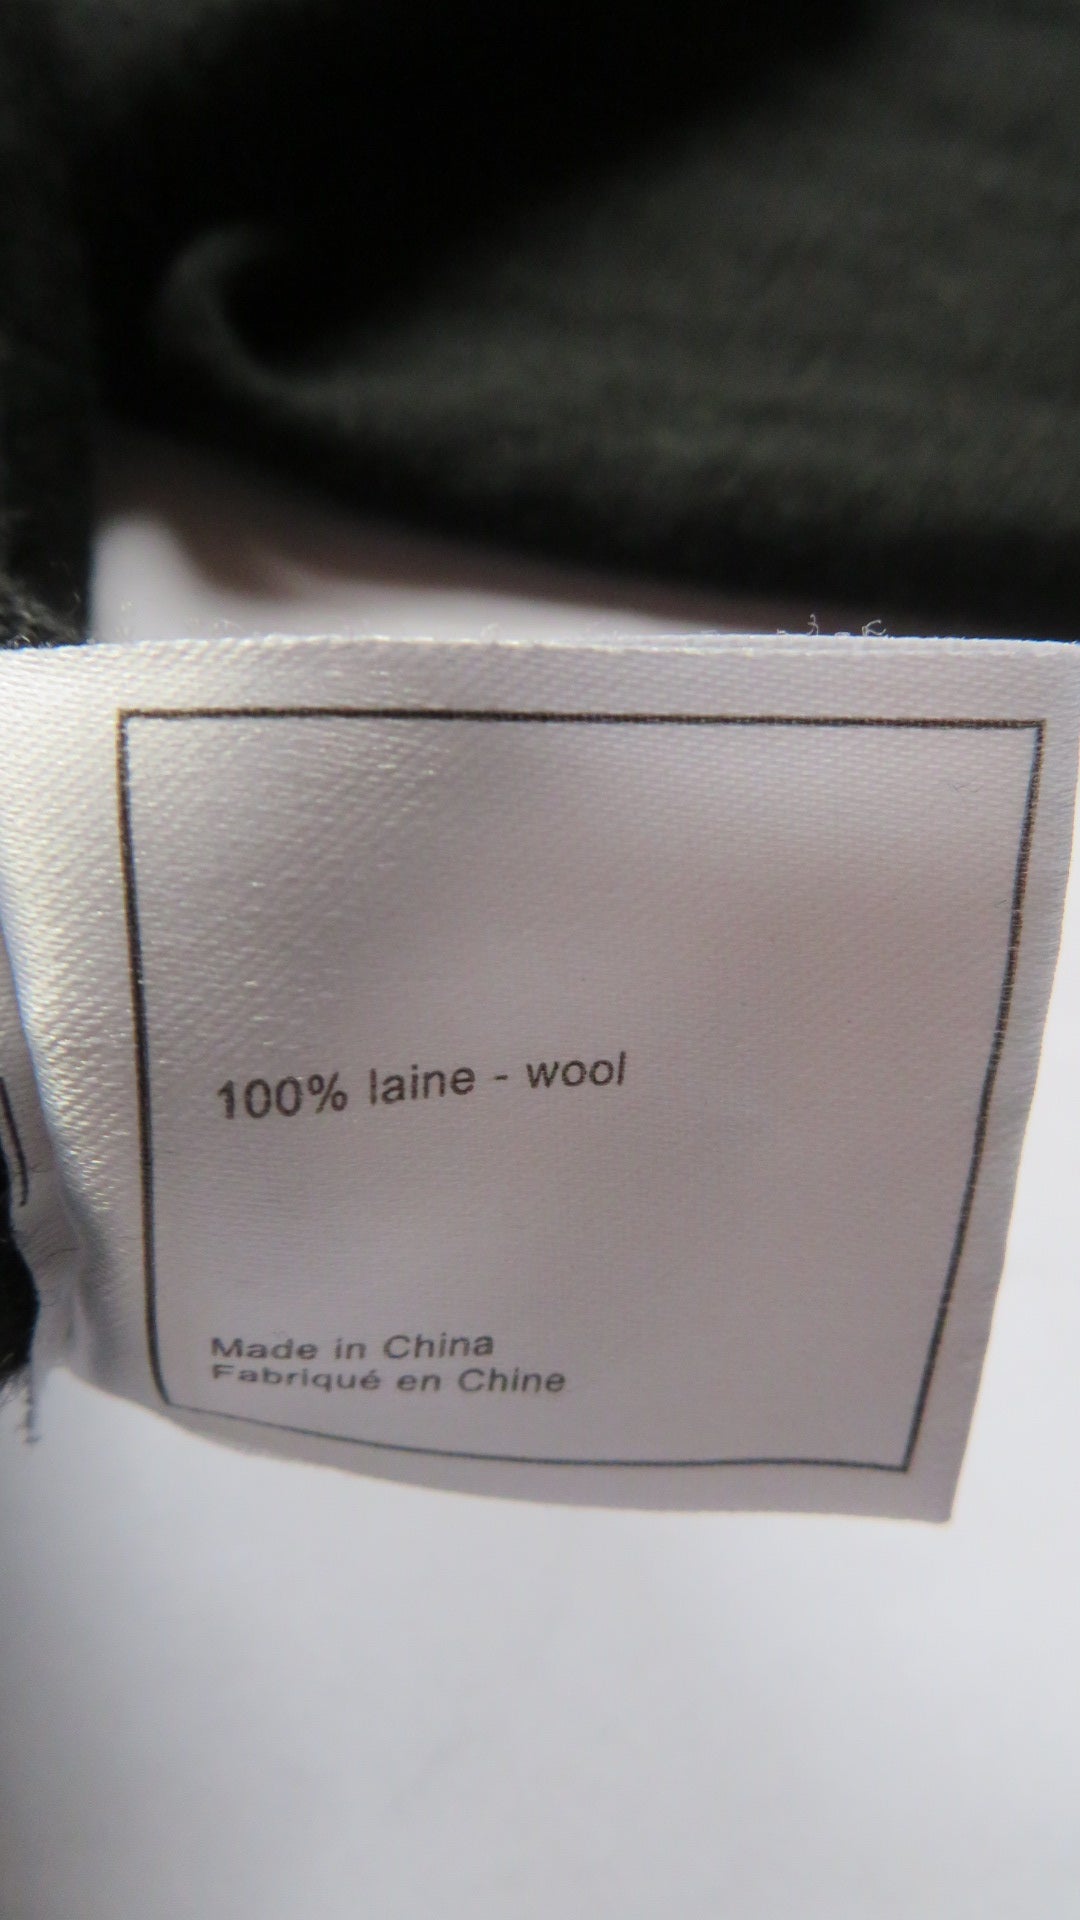 100% laine - wool
Made in China
Fabriqué en Chine